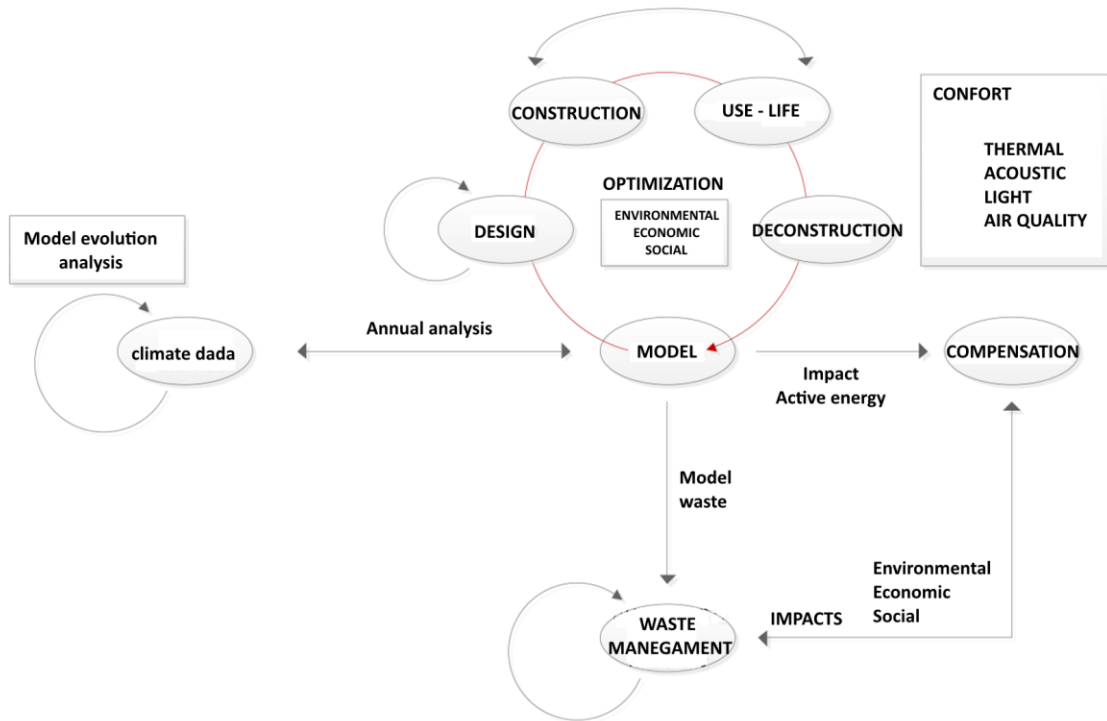 CONSTRUCTION
USE - LIFE
CONFORT
THERMAL
ACOUSTIC
LIGHT
AIR QUALITY
OPTIMIZATION
ENVIRONMENTAL
ECONOMIC
SOCIAL
DESIGN
DECONSTRUCTION
Model evolution
analysis
climate dada
Annual analysis
MODEL
Impact
Active energy
COMPENSATION
Model
waste
Environmental
Economic
Social
IMPACTS
WASTE
MANEGAMENT